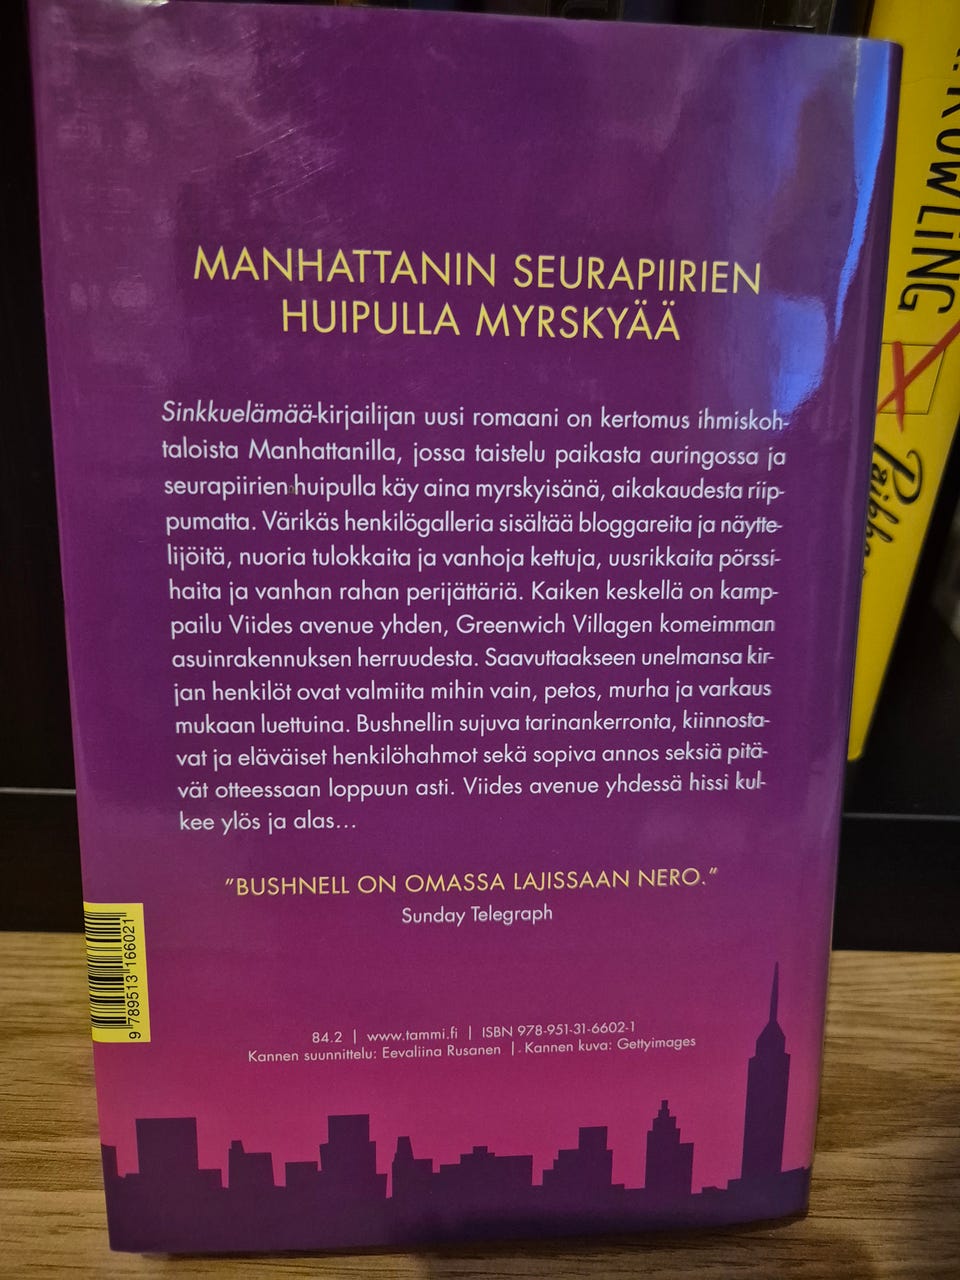 MANHATTANIN SEURAPIIRIEN
HUIPULLA MYRSKYÄÄ
Sinkkuelämää-kirjailijan uusi romaani on kertomus ihmiskoh-
taloista Manhattanilla, jossa taistelu paikasta auringossa ja
seurapiirien huipulla käy aina myrskyisänä, aikakaudesta riip-
pumatta. Värikäs henkilögalleria sisältää bloggareita ja näytte-
lijöitä, nuoria tulokkaita ja vanhoja kettuja, uusrikkaita pörssi-
haita ja vanhan rahan perijättäriä. Kaiken keskellä on kamp-
pailu Viides avenue yhden, Greenwich Villagen komeimman
asuinrakennuksen herruudesta. Saavuttaakseen unelmansa kir-
jan henkilöt ovat valmiita mihin vain, petos, murha ja varkaus
mukaan luettuina. Bushnellin sujuva tarinankerronta, kiinnosta-
vat ja eläväiset henkilöhahmot sekä sopiva annos seksiä pitä-
vät otteessaan loppuun asti. Viides avenue yhdessä hissi kul-
kee ylös ja alas...
"BUSHNELL ON OMASSA LAJISSAAN NERO."
Sunday Telegraph
9 789513 166021
84.2 | www.tammi.fi | ISBN 978-951-31-6602-1
Kannen suunnittelu: Eevaliina Rusanen | Kannen kuva: Gettyimages
ROWLING